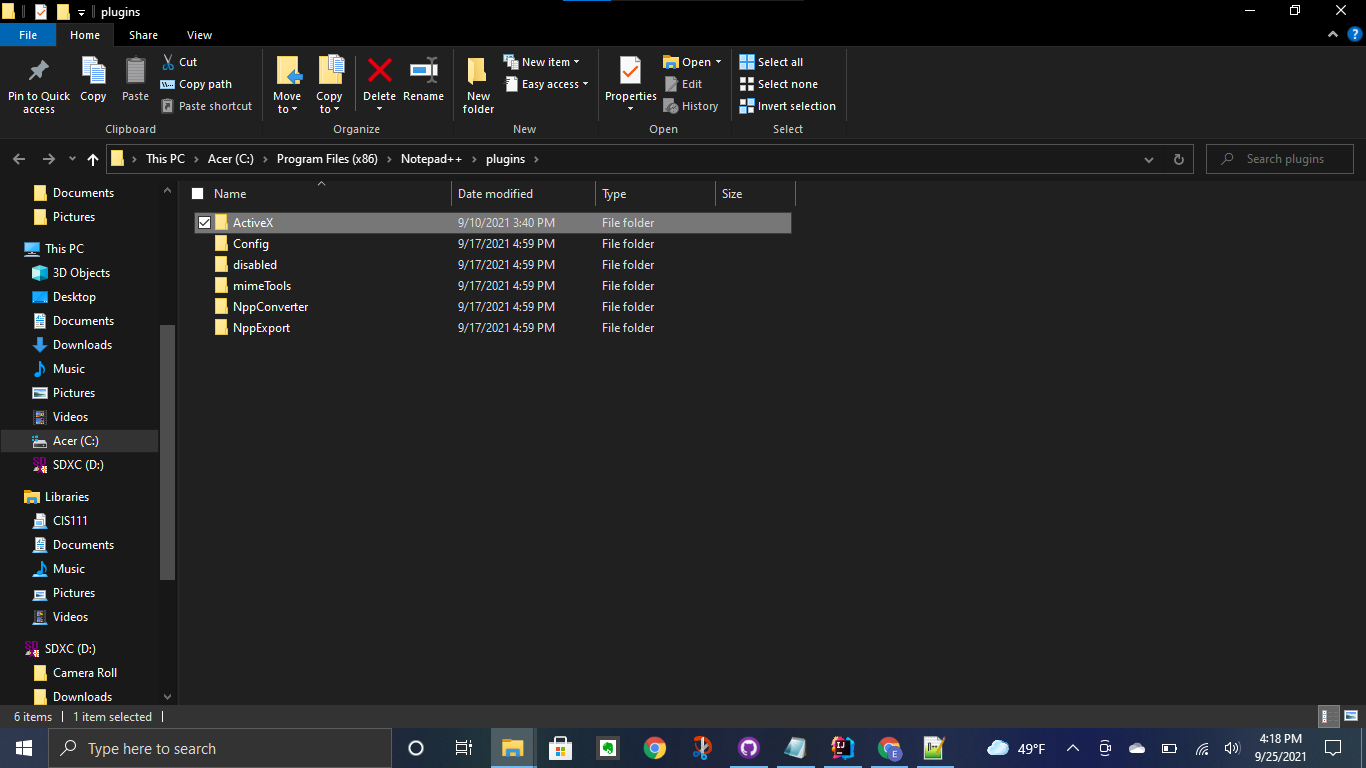 plugins
File Home Share View
Pin to Quick access
Copy
Paste
Cut
Copy path
Paste shortcut
Clipboard
Move to
Copy to
Delete
Rename
Organize
New folder
New item
Easy access
New
Properties
Open
Edit
History
Open
Select all
Select none
Invert selection
Select
This PC > Acer (C:) > Program Files (x86) > Notepad++ > plugins >
Search plugins
Documents
Pictures
This PC
3D Objects
Desktop
Documents
Downloads
Music
Pictures
Videos
Acer (C:)
SDXC (D:)
Libraries
CIS111
Documents
Music
Pictures
Videos
SDXC (D:)
Camera Roll
Downloads
Name Date modified Type Size
ActiveX 9/10/2021 3:40 PM File folder
Config 9/17/2021 4:59 PM File folder
disabled 9/17/2021 4:59 PM File folder
mimeTools 9/17/2021 4:59 PM File folder
NppConverter 9/17/2021 4:59 PM File folder
NppExport 9/17/2021 4:59 PM File folder
6 items 1 item selected
Type here to search
49°F
4:18 PM
9/25/2021